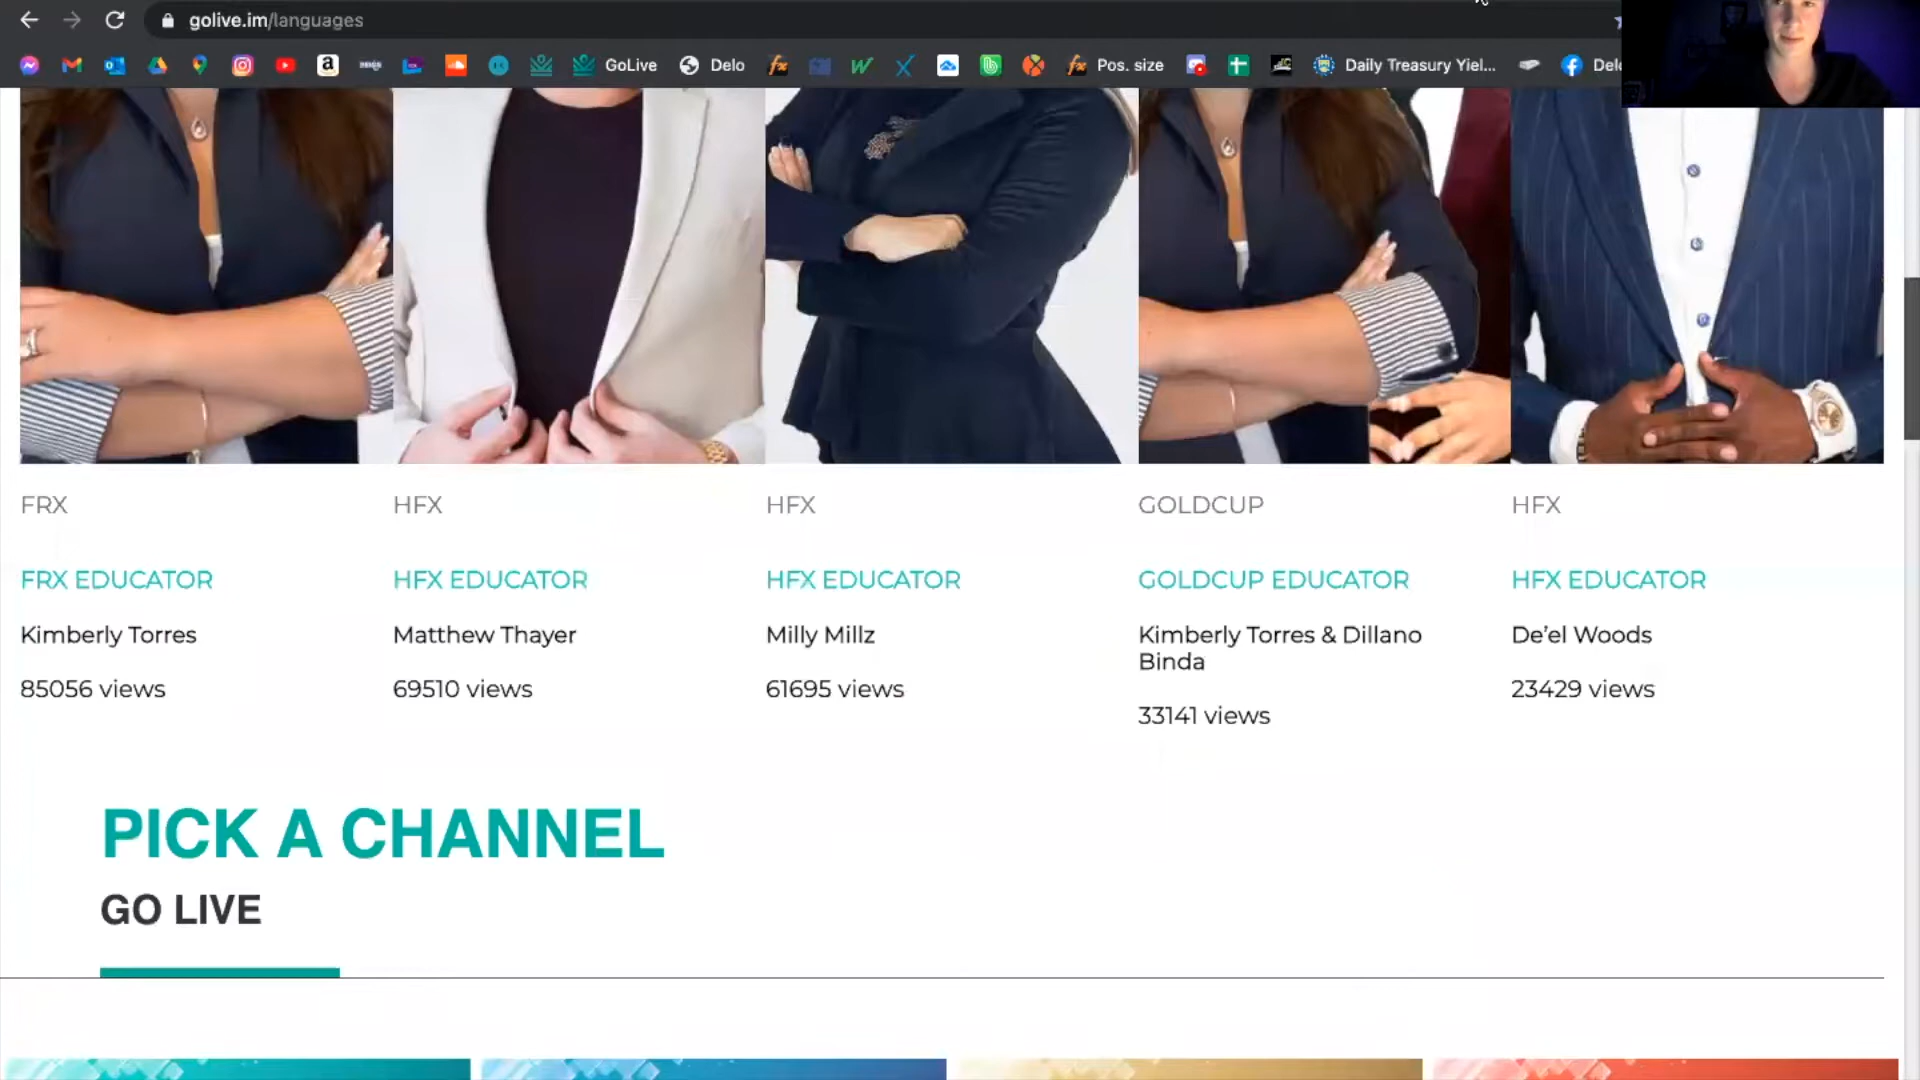 golive.im/languages
GoLive
Delo
Pos. size
Daily Treasury Yiel...
FRX
HFX
HFX
GOLDCUP
HFX
FRX EDUCATOR
HFX EDUCATOR
HFX EDUCATOR
GOLDCUP EDUCATOR
HFX EDUCATOR
Kimberly Torres
Matthew Thayer
Milly Millz
Kimberly Torres & Dillano
Binda
De'el Woods
85056 views
69510 views
61695 views
33141 views
23429 views
PICK A CHANNEL
GO LIVE